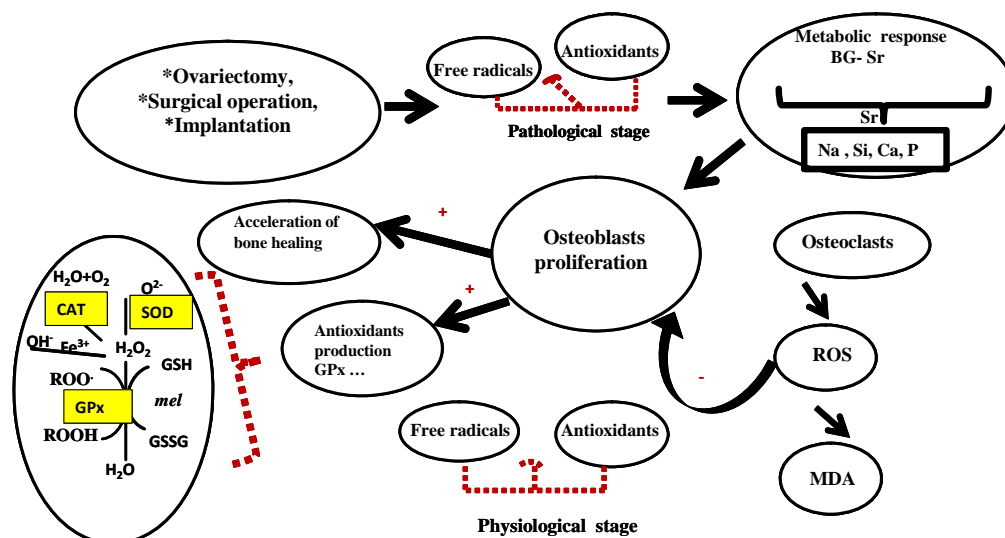 *Ovariectomy,
*Surgical operation,
*Implantation
Free radicals
Antioxidants
Pathological stage
Metabolic response
BG- Sr
Sr
Na , Si, Ca, P
Acceleration of
bone healing
+
Osteoblasts
proliferation
Osteoclasts
+
Antioxidants
production
GPx ...
ROS
-
MDA
Free radicals
Antioxidants
Physiological stage
H₂O+O₂
O²⁻
CAT
SOD
OH⁻ Fe³⁺
H₂O₂
ROO·
GSH
GPx
mel
ROOH
GSSG
H₂O